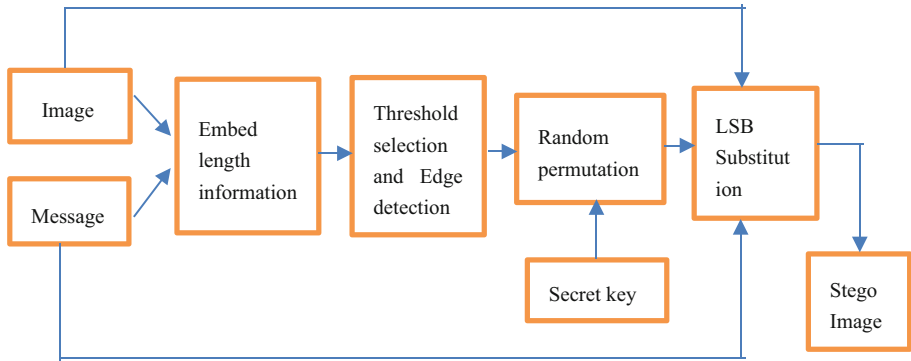 Image
Message
Embed
length
information
Threshold
selection
and Edge
detection
Random
permutation
Secret key
LSB
Substitut
ion
Stego
Image